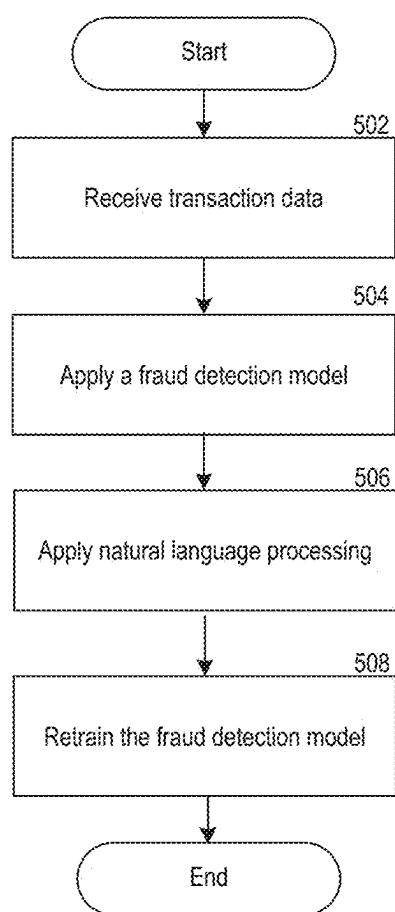 Start
502
Receive transaction data
504
Apply a fraud detection model
506
Apply natural language processing
508
Retrain the fraud detection model
End